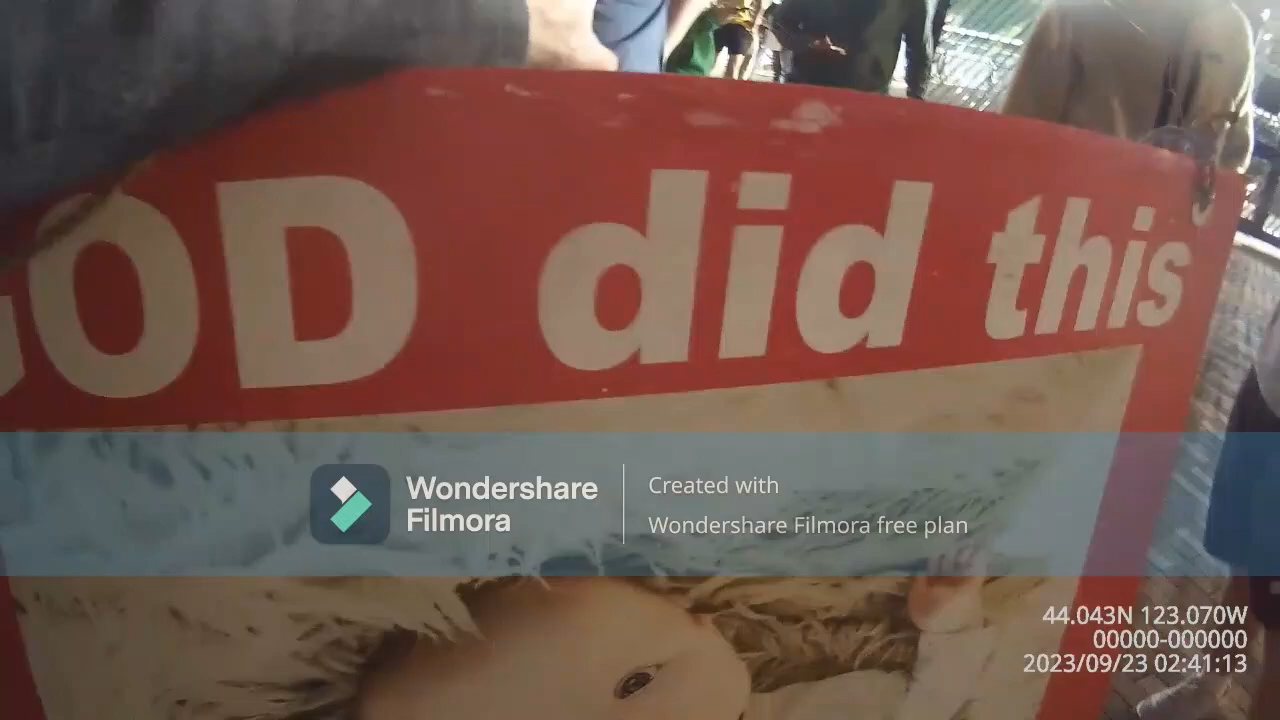 GOD did this
Wondershare
Filmora
Created with
Wondershare Filmora free plan
44.043N 123.070W
00000-000000
2023/09/23 02:41:13